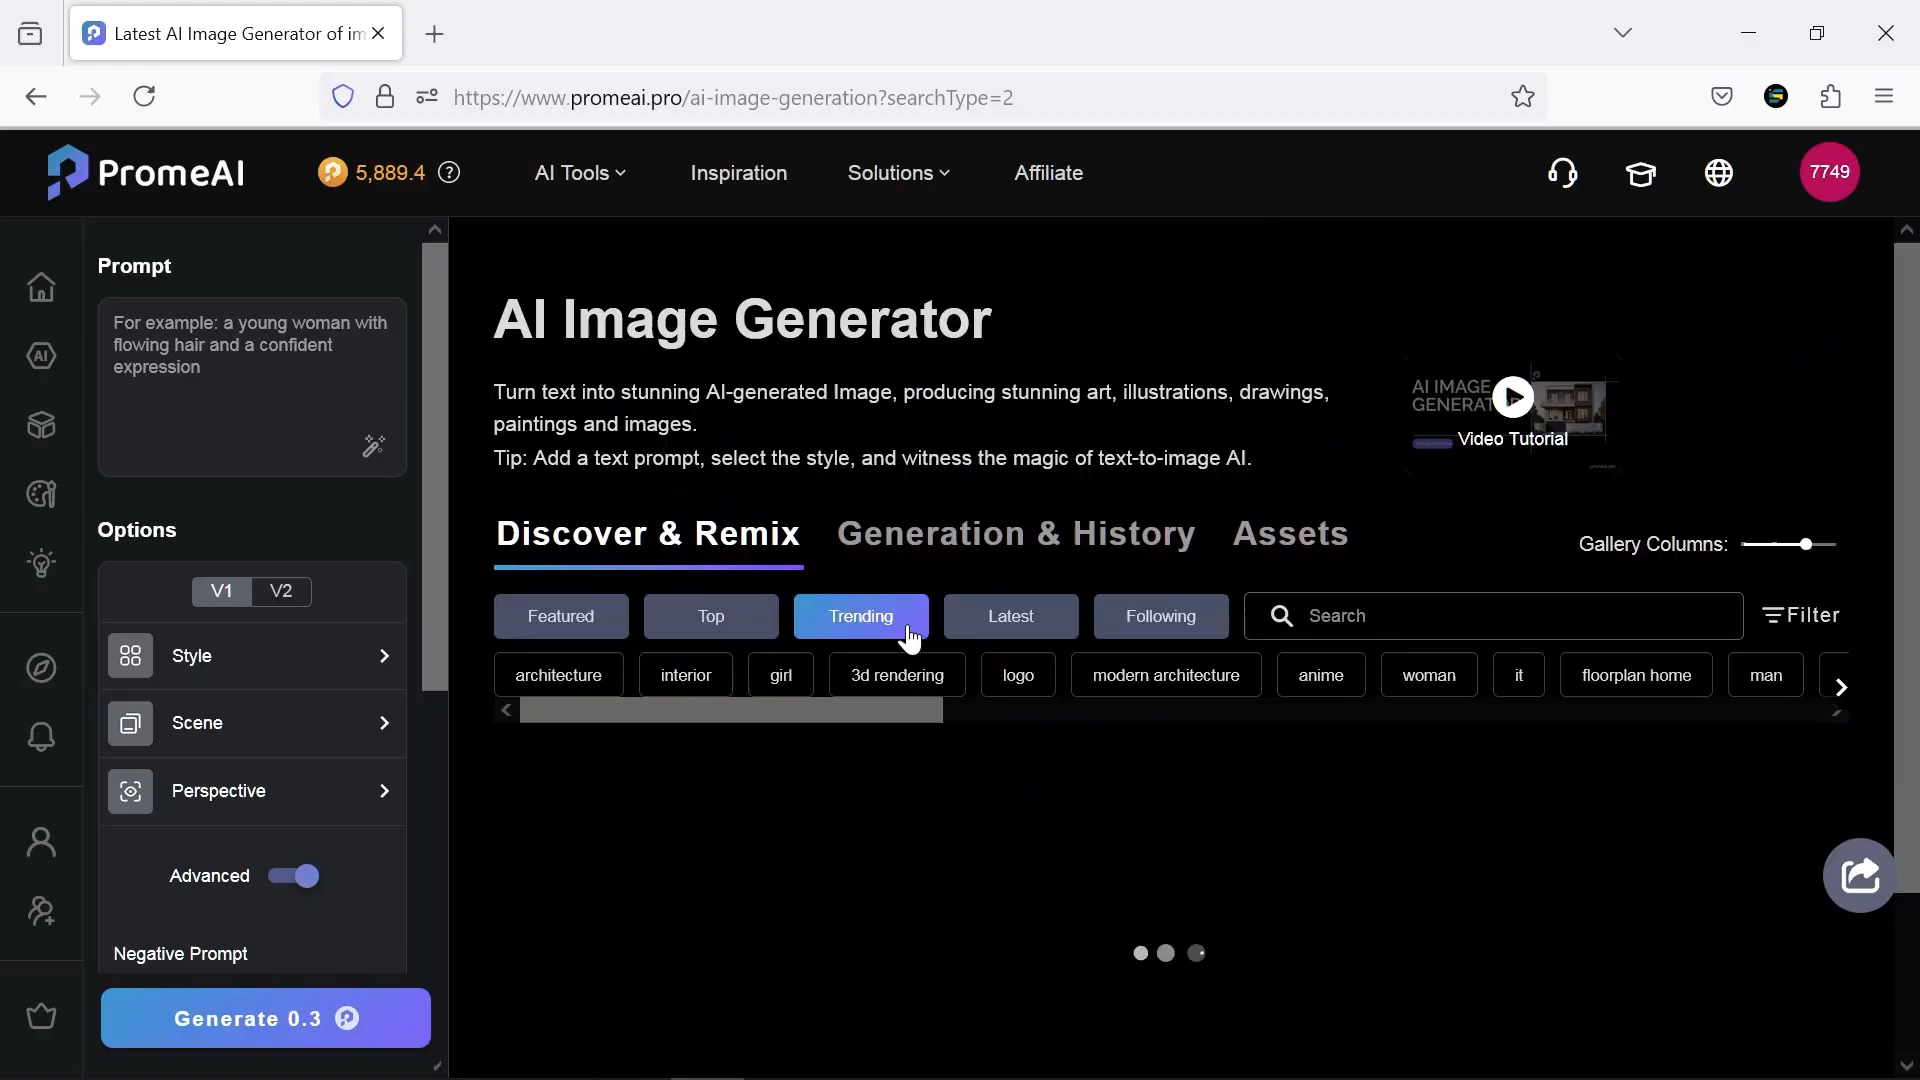 Latest AI Image Generator of im
https://www.promeai.pro/ai-image-generation?searchType=2
PromeAI
5,889.4
?
AI Tools
Inspiration
Solutions
Affiliate
7749
Prompt
For example: a young woman with
flowing hair and a confident
expression
Options
V1
V2
AI
Style
Scene
Perspective
Advanced
Negative Prompt
Generate 0.3
AI Image Generator
Turn text into stunning AI-generated Image, producing stunning art, illustrations, drawings,
paintings and images.
Tip: Add a text prompt, select the style, and witness the magic of text-to-image AI.
AI IMAGE
GENERAT
Video Tutorial
Discover & Remix
Generation & History
Assets
Gallery Columns:
Featured
Top
Trending
Latest
Following
Search
Filter
architecture
interior
girl
3d rendering
logo
modern architecture
anime
woman
it
floorplan home
man